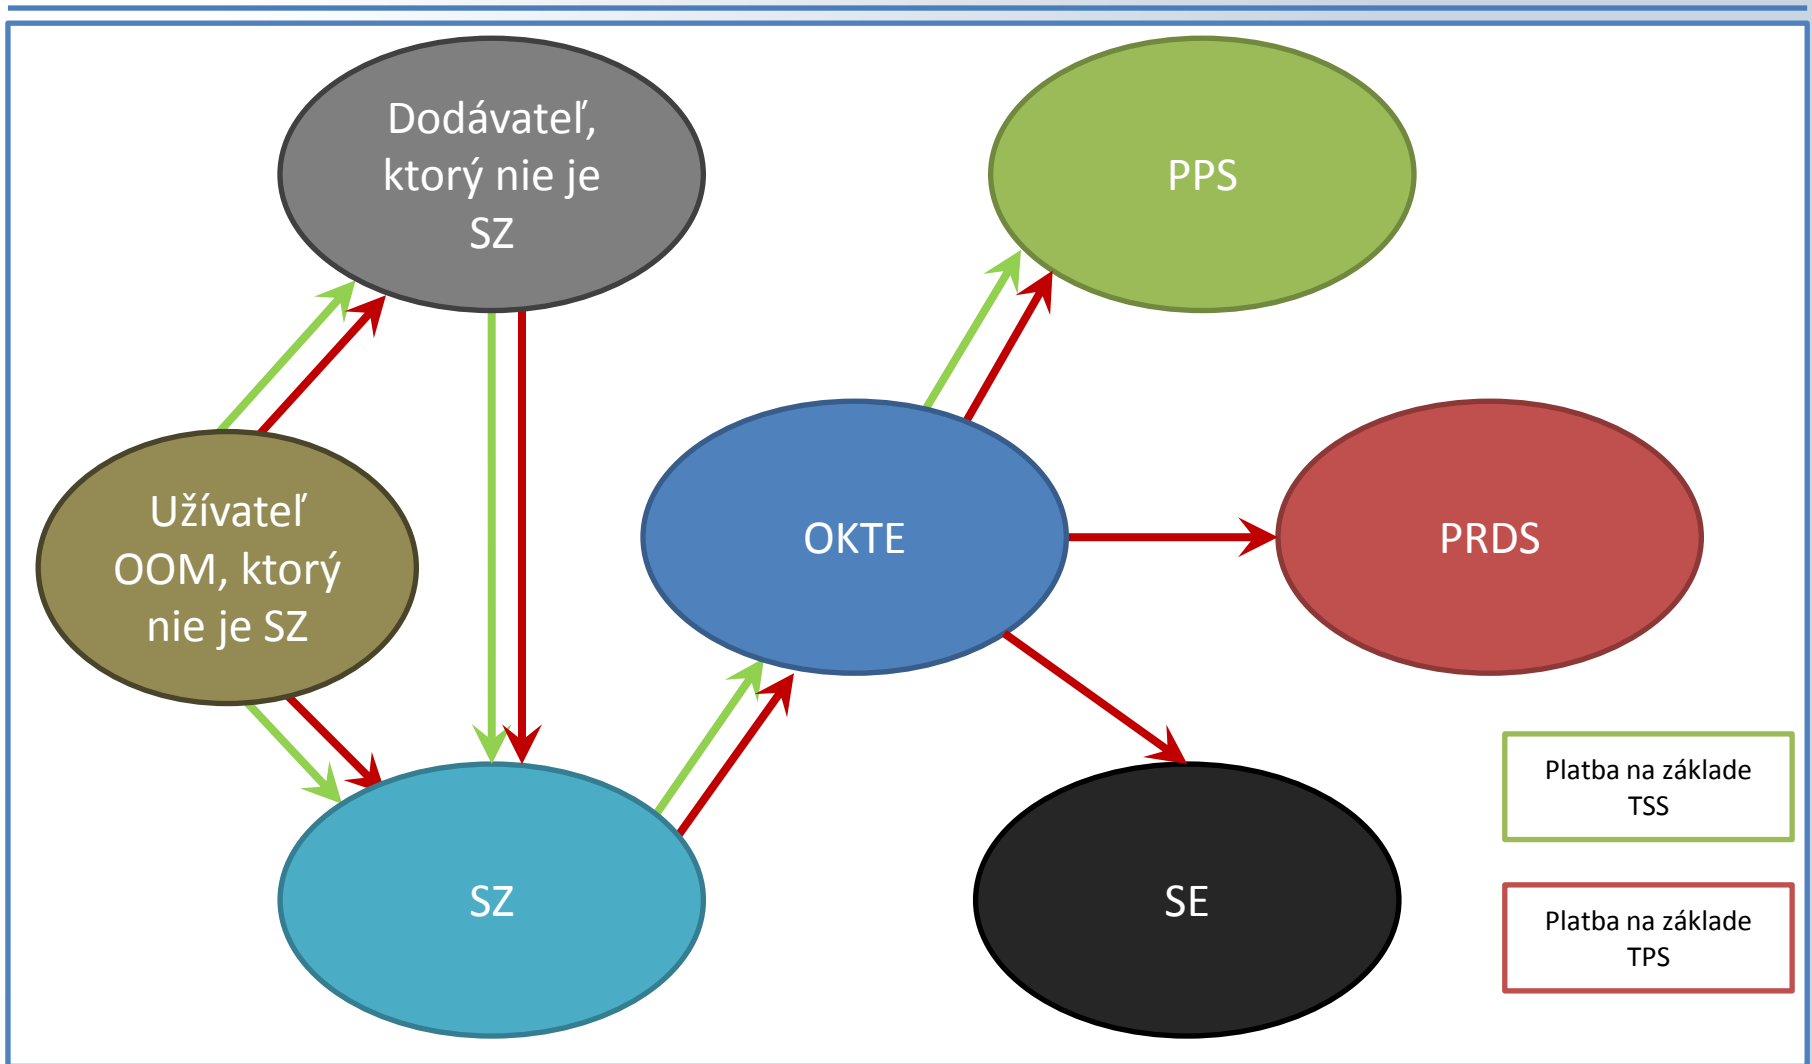 Dodávateľ,
ktorý nie je
SZ
PPS
Užívateľ
OOM, ktorý
nie je SZ
OKTE
PRDS
SZ
SE
Platba na základe
TSS
Platba na základe
TPS